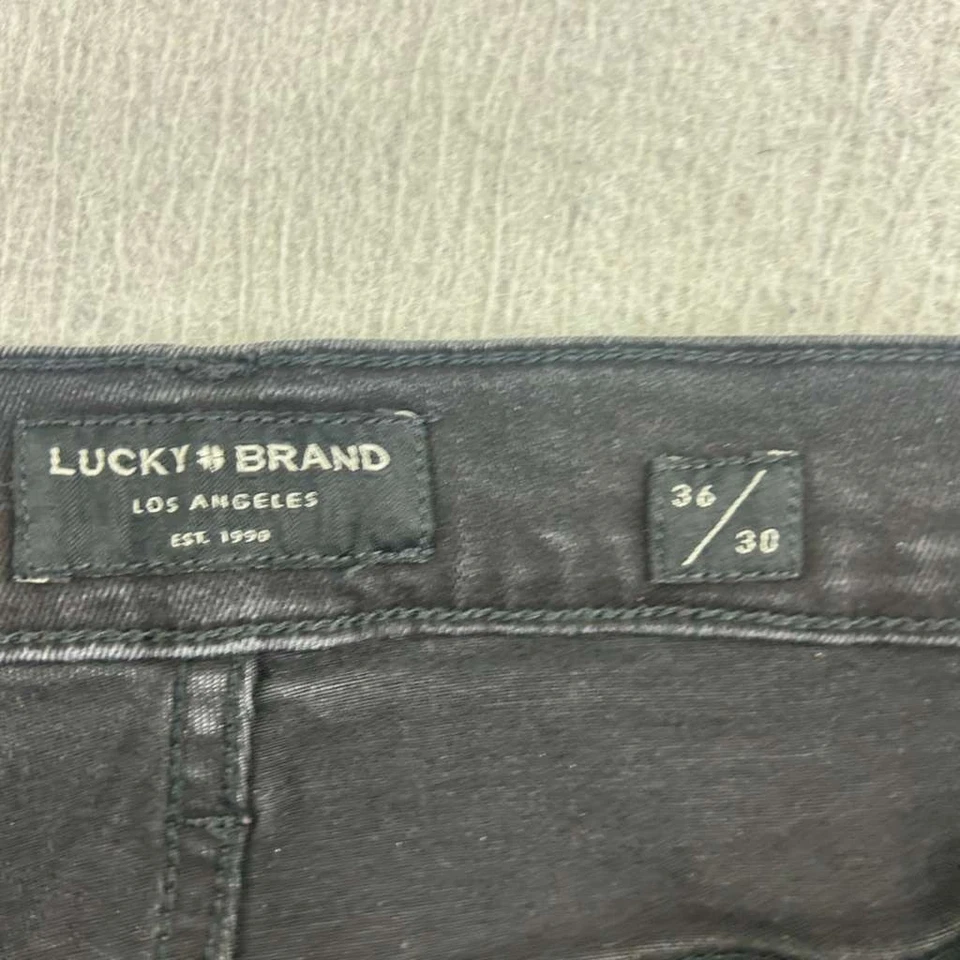 LUCKY BRAND
LOS ANGELES
EST. 1990
36/30